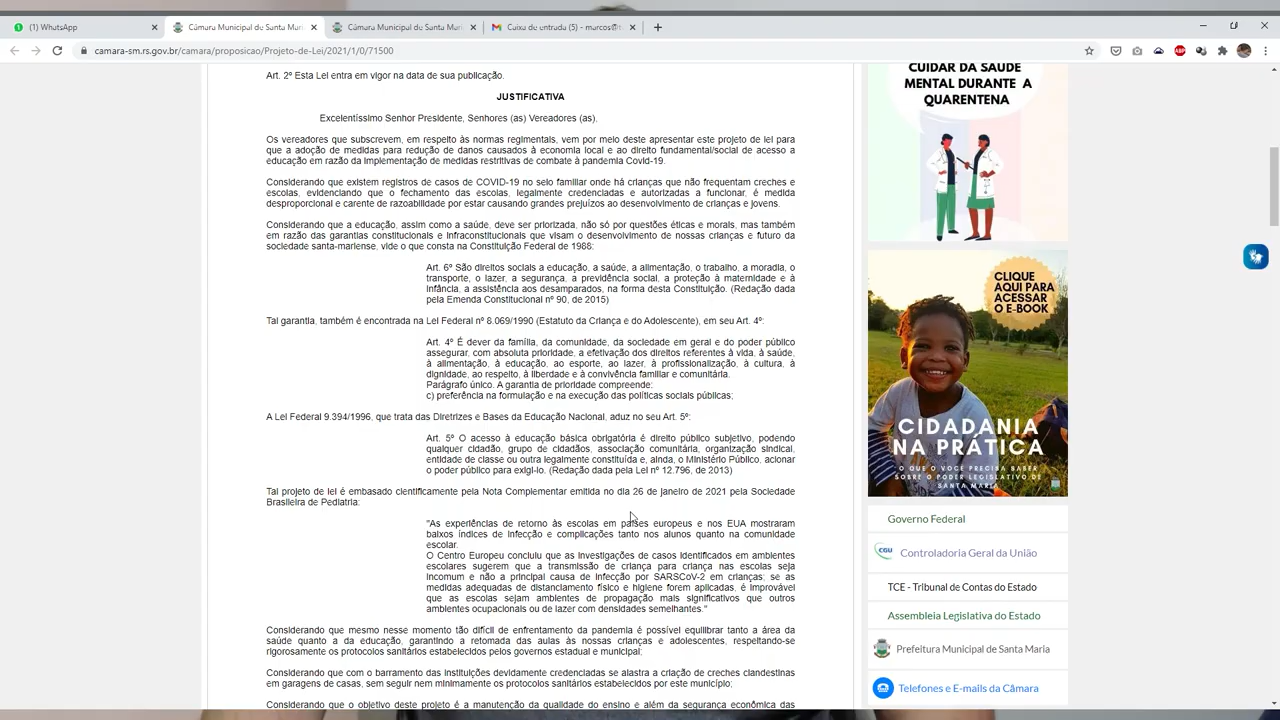 (1) WhatsApp
Câmara Municipal de Santa Mari
Câmara Municipal de Santa Mari
Caixa de entrada (5) - marcos@t
camara-sm.rs.gov.br/camara/proposicao/Projeto-de-Lei/2021/1/0/71500
Art. 2º Esta Lei entra em vigor na data de sua publicação.
JUSTIFICATIVA
Excelentíssimo Senhor Presidente, Senhores (as) Vereadores (as),
Os vereadores que subscrevem, em respeito às normas regimentais, vem por meio deste apresentar este projeto de lei para
que a adoção de medidas para redução de danos causados à economia local e ao direito fundamental/social de acesso a
educação em razão da implementação de medidas restritivas de combate à pandemia Covid-19.
Considerando que existem registros de casos de COVID-19 no seio familiar onde há crianças que não frequentam creches e
escolas, evidenciando que o fechamento das escolas, legalmente credenciadas e autorizadas a funcionar, é medida
desproporcional e carente de razoabilidade por estar causando grandes prejuízos ao desenvolvimento de crianças e jovens.
Considerando que a educação, assim como a saúde, deve ser priorizada, não só por questões éticas e morais, mas também
em razão das garantias constitucionais e infraconstitucionais que visam o desenvolvimento de nossas crianças e futuro da
sociedade santa-mariense, vide o que consta na Constituição Federal de 1988:
Art. 6º São direitos sociais a educação, a saúde, a alimentação, o trabalho, a moradia, o
transporte, o lazer, a segurança, a previdência social, a proteção à maternidade e à
infância, a assistência aos desamparados, na forma desta Constituição. (Redação dada
pela Emenda Constitucional nº 90, de 2015)
Tal garantia, também é encontrada na Lei Federal nº 8.069/1990 (Estatuto da Criança e do Adolescente), em seu Art. 4º:
Art. 4º É dever da família, da comunidade, da sociedade em geral e do poder público
assegurar, com absoluta prioridade, a efetivação dos direitos referentes à vida, à saúde,
à alimentação, à educação, ao esporte, ao lazer, à profissionalização, à cultura, à
dignidade, ao respeito, à liberdade e à convivência familiar e comunitária.
Parágrafo único. A garantia de prioridade compreende:
c) preferência na formulação e na execução das políticas sociais públicas;
A Lei Federal 9.394/1996, que trata das Diretrizes e Bases da Educação Nacional, aduz no seu Art. 5º:
Art. 5º O acesso à educação básica obrigatória é direito público subjetivo, podendo
qualquer cidadão, grupo de cidadãos, associação comunitária, organização sindical,
entidade de classe ou outra legalmente constituída e, ainda, o Ministério Público, acionar
o poder público para exigi-lo. (Redação dada pela Lei nº 12.796, de 2013)
Tal projeto de lei é embasado cientificamente pela Nota Complementar emitida no dia 26 de janeiro de 2021 pela Sociedade
Brasileira de Pediatria:
"As experiências de retorno às escolas em países europeus e nos EUA mostraram
baixos índices de infecção e complicações tanto nos alunos quanto na comunidade
escolar.
O Centro Europeu concluiu que as investigações de casos identificados em ambientes
escolares sugerem que a transmissão de criança para criança nas escolas seja
incomum e não a principal causa de infecção por SARSCoV-2 em crianças; se as
medidas adequadas de distanciamento físico e higiene forem aplicadas, é improvável
que as escolas sejam ambientes de propagação mais significativos que outros
ambientes ocupacionais ou de lazer com densidades semelhantes."
Considerando que mesmo nesse momento tão difícil de enfrentamento da pandemia é possível equilibrar tanto a área da
saúde quanto a da educação, garantindo a retomada das aulas às nossas crianças e adolescentes, respeitando-se
rigorosamente os protocolos sanitários estabelecidos pelos governos estadual e municipal;
Considerando que com o barramento das instituições devidamente credenciadas se alastra a criação de creches clandestinas
em garagens de casas, sem seguir nem minimamente os protocolos sanitários estabelecidos por este município;
Considerando que o objetivo deste projeto é a manutenção da qualidade do ensino e além da segurança econômica das
CUIDAR DA SAÚDE
MENTAL DURANTE A
QUARENTENA
CLIQUE
AQUI PARA
ACESSAR
O E-BOOK
CIDADANIA
NA PRÁTICA
O QUE O VOCÊ PRECISA SABER
SOBRE O PODER LEGISLATIVO DE
SANTA MARIA
Governo Federal
CGU Controladoria Geral da União
TCE - Tribunal de Contas do Estado
Assembleia Legislativa do Estado
Prefeitura Municipal de Santa Maria
Telefones e E-mails da Câmara
ABP